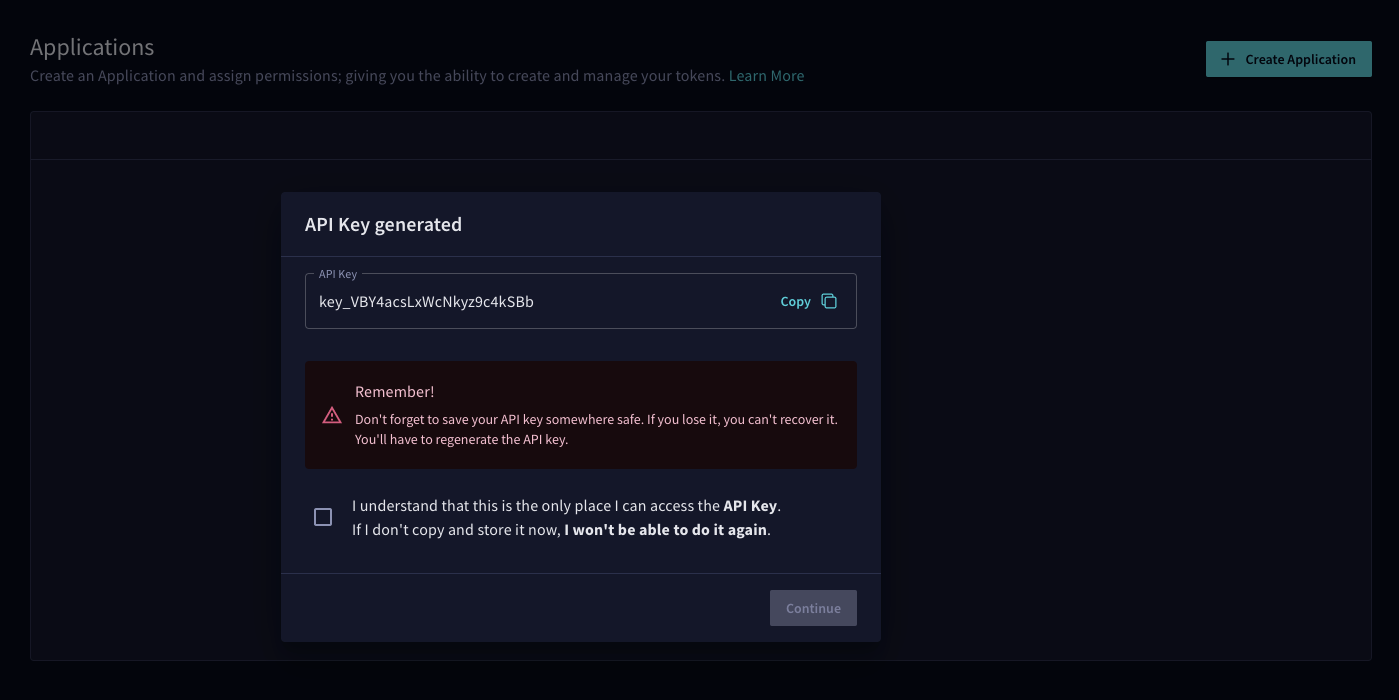 Applications
Create an Application and assign permissions; giving you the ability to create and manage your tokens. Learn More
Create Application
API Key generated
API Key
key_VBY4acsLxWcNkyz9c4kSBb
Copy
Remember!
Don't forget to save your API key somewhere safe. If you lose it, you can't recover it.
You'll have to regenerate the API key.
I understand that this is the only place I can access the API Key.
If I don't copy and store it now, I won't be able to do it again.
Continue